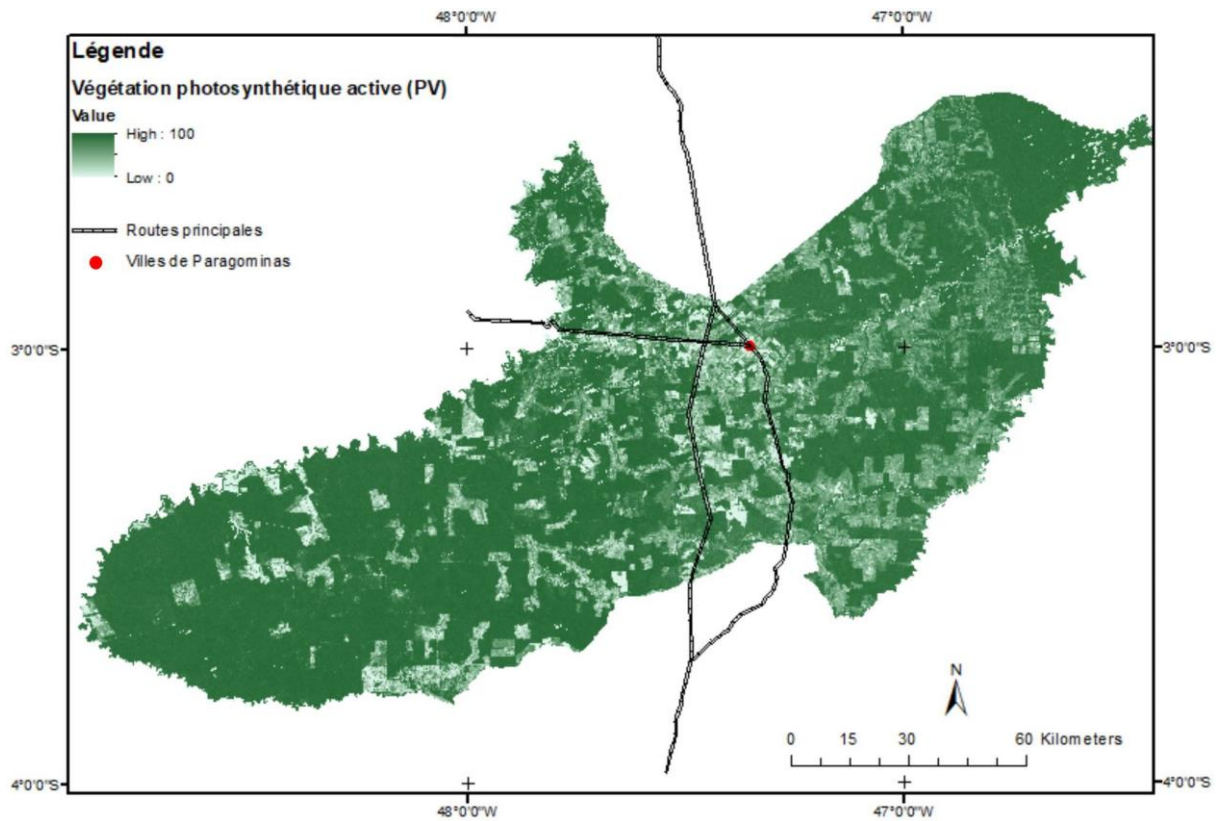 48°0'0"W 47°0'0"W
Légende
Végétation photosynthétique active (PV)
Value
High : 100
Low : 0
Routes principales
Villes de Paragominas
3°0'0"S 3°0'0"S
N
0 15 30 60 Kilometers
4°0'0"S 4°0'0"S
48°0'0"W 47°0'0"W